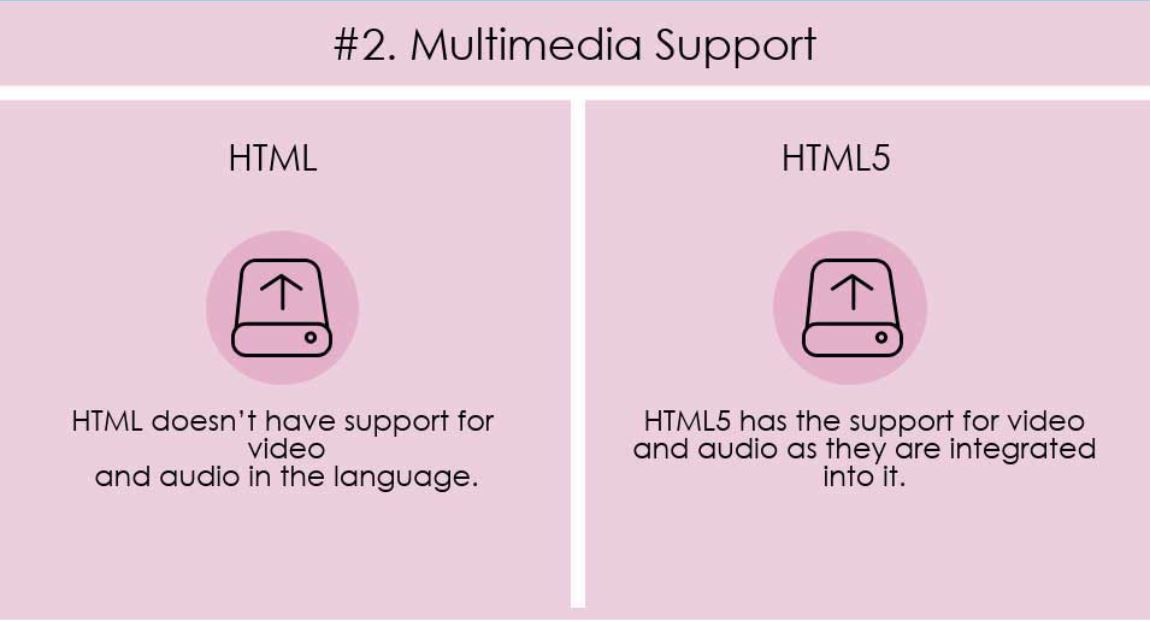 #2. Multimedia Support
HTML
HTML doesn’t have support for
video
and audio in the language.
HTML5
HTML5 has the support for video
and audio as they are integrated
into it.